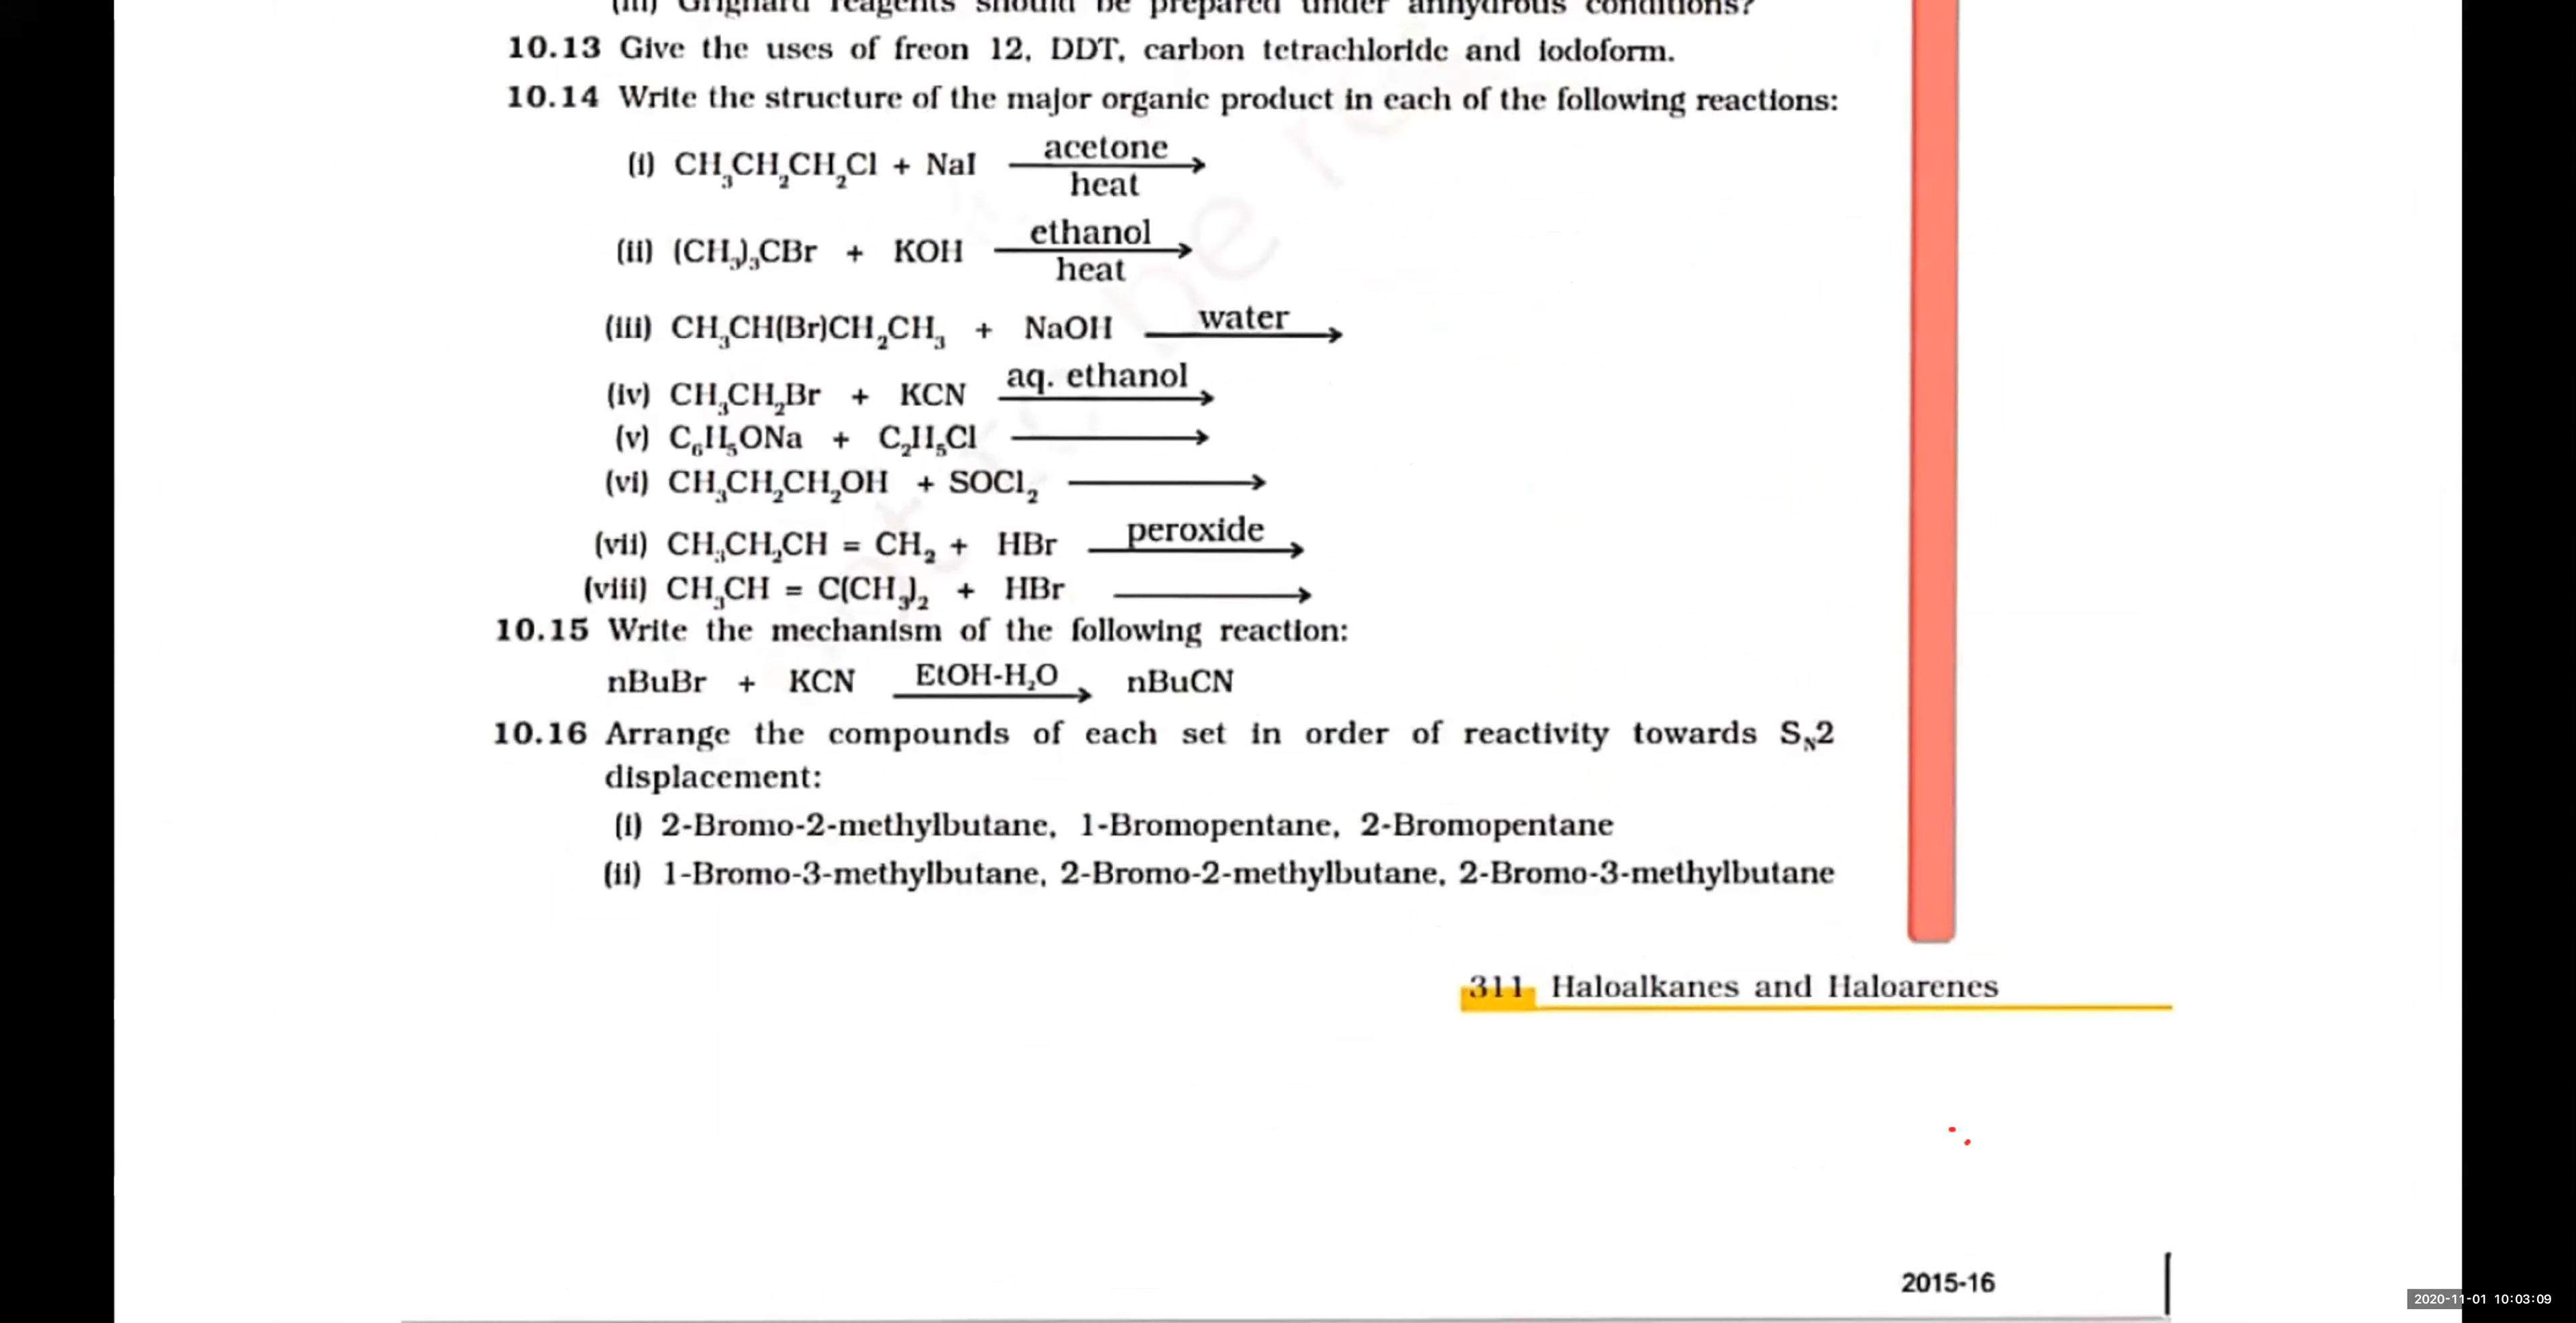 (iii) Grignard reagents should be prepared under anhydrous conditions?
10.13 Give the uses of freon 12, DDT, carbon tetrachloride and iodoform.
10.14 Write the structure of the major organic product in each of the following reactions:
(i) CH₃CH₂CH₂Cl + NaI acetone heat
(ii) (CH₃)₃CBr + KOH ethanol heat
(iii) CH₃CH(Br)CH₂CH₃ + NaOH water
(iv) CH₃CH₂Br + KCN aq. ethanol
(v) C₆H₅ONa + C₂H₅Cl
(vi) CH₃CH₂CH₂OH + SOCl₂
(vii) CH₃CH₂CH = CH₂ + HBr peroxide
(viii) CH₃CH = C(CH₃)₂ + HBr
10.15 Write the mechanism of the following reaction:
nBuBr + KCN EtOH-H₂O nBuCN
10.16 Arrange the compounds of each set in order of reactivity towards S_N2
displacement:
(i) 2-Bromo-2-methylbutane, 1-Bromopentane, 2-Bromopentane
(ii) 1-Bromo-3-methylbutane, 2-Bromo-2-methylbutane, 2-Bromo-3-methylbutane
311 Haloalkanes and Haloarenes
2015-16
2020-11-01 10:03:09